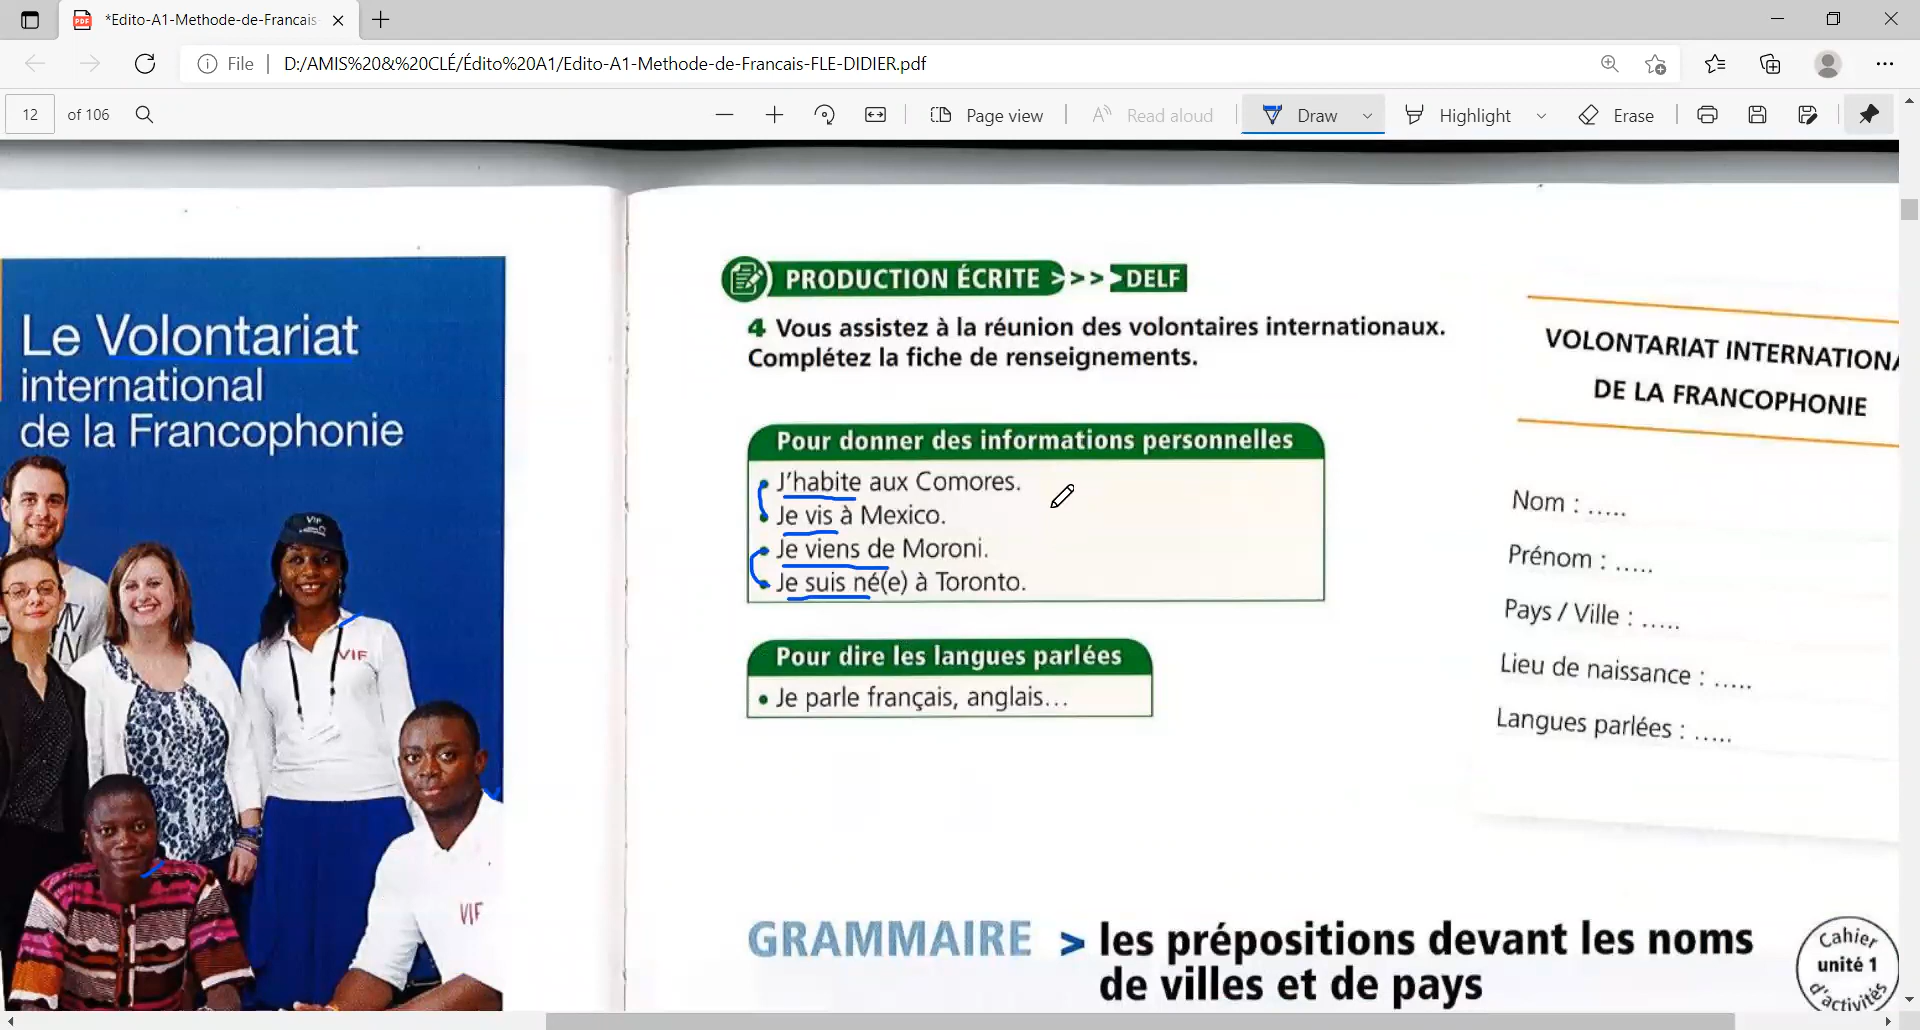 *Edito-A1-Methode-de-Francais-
File
D:/AMIS%20&%20CLÉ/Édito%20A1/Edito-A1-Methode-de-Francais-FLE-DIDIER.pdf
12 of 106
Page view
Read aloud
Draw
Highlight
Erase
Le Volontariat
international
de la Francophonie
VIF
VIF
VIF
PRODUCTION ÉCRITE >>> >DELF
4 Vous assistez à la réunion des volontaires internationaux.
Complétez la fiche de renseignements.
Pour donner des informations personnelles
• J'habite aux Comores.
• Je vis à Mexico.
• Je viens de Moroni.
• Je suis né(e) à Toronto.
Pour dire les langues parlées
• Je parle français, anglais...
VOLONTARIAT INTERNATIONA
DE LA FRANCOPHONIE
Nom : .....
Prénom : .....
Pays / Ville : .....
Lieu de naissance : .....
Langues parlées : .....
GRAMMAIRE > les prépositions devant les noms
de villes et de pays
Cahier
unité 1
d'activités